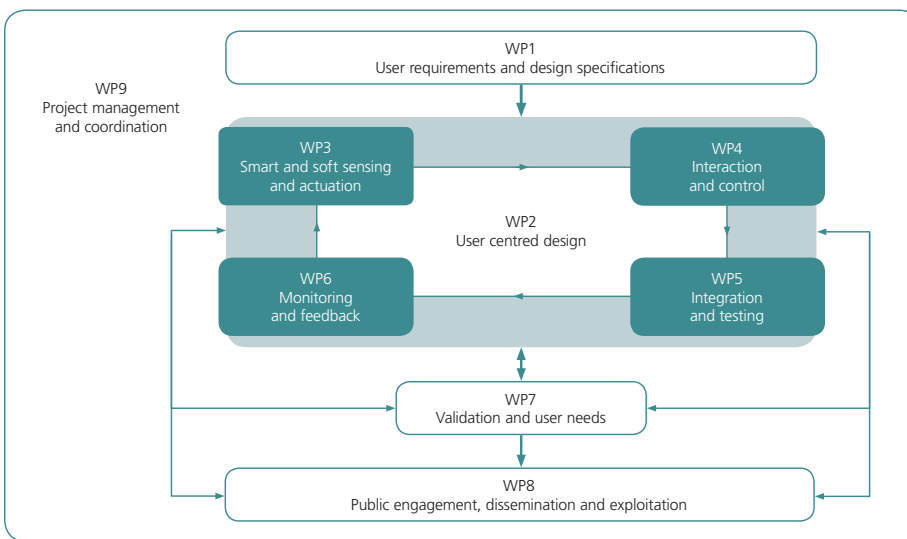 WP1
User requirements and design specifications
WP9
Project management
and coordination
WP3
Smart and soft sensing
and actuation
WP4
Interaction
and control
WP2
User centred design
WP6
Monitoring
and feedback
WP5
Integration
and testing
WP7
Validation and user needs
WP8
Public engagement, dissemination and exploitation